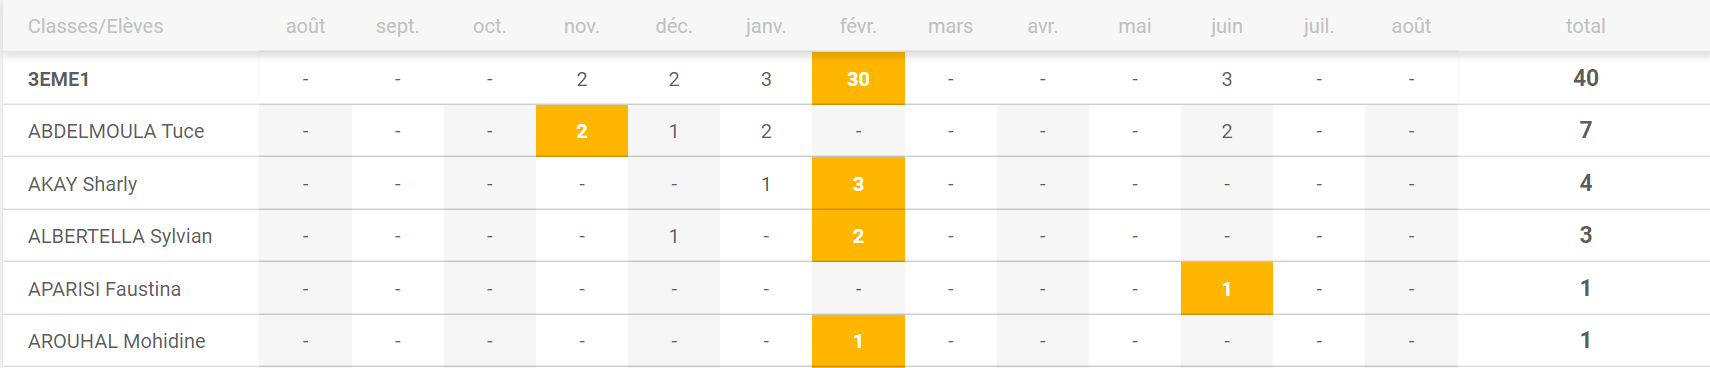 Classes/Elèves août sept. oct. nov. déc. janv. févr. mars avr. mai juin juil. août total
3EME1 - - - 2 2 3 30 - - - 3 - - 40
ABDELMOULA Tuce - - - 2 1 2 - - - - 2 - - 7
AKAY Sharly - - - - - 1 3 - - - - - - 4
ALBERTELLA Sylvian - - - - 1 - 2 - - - - - - 3
APARISI Faustina - - - - - - - - - - 1 - - 1
AROUHAL Mohidine - - - - - - 1 - - - - - - 1